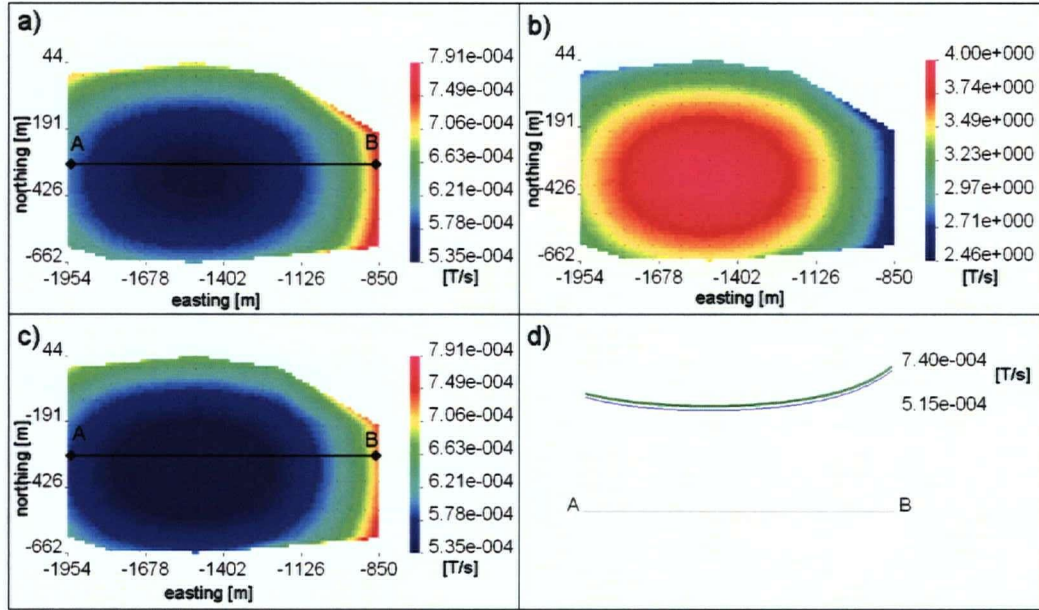 a)
44
191
-426
-662
northing [m]
A
B
-1954
-1678
-1402
-1126
-850
easting [m]
7.91e-004
7.49e-004
7.06e-004
6.63e-004
6.21e-004
5.78e-004
5.35e-004
[T/s]
b)
44
191
-426
-662
northing [m]
-1954
-1678
-1402
-1126
-850
easting [m]
4.00e+000
3.74e+000
3.49e+000
3.23e+000
2.97e+000
2.71e+000
2.46e+000
[T/s]
c)
44
-191
-426
-662
northing [m]
A
B
-1954
-1678
-1402
-1126
-850
easting [m]
7.91e-004
7.49e-004
7.06e-004
6.63e-004
6.21e-004
5.78e-004
5.35e-004
[T/s]
d)
7.40e-004
[T/s]
5.15e-004
A
B